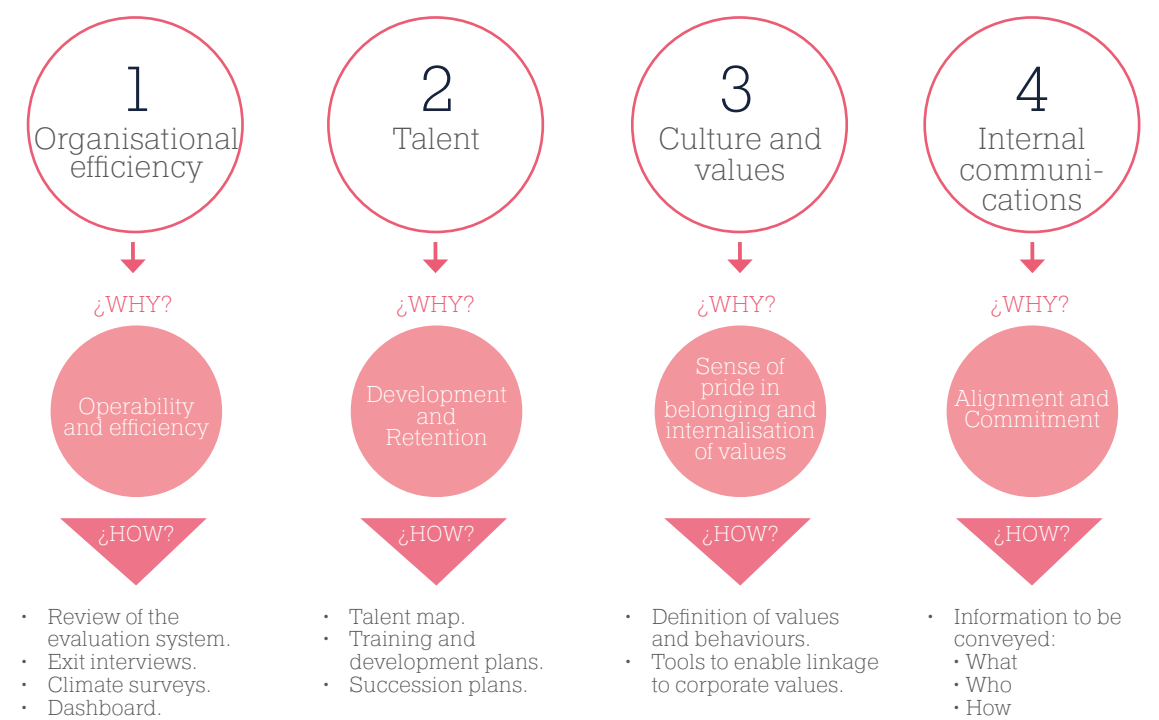 1
Organisational
efficiency
¿WHY?
Operability
and efficiency
¿HOW?
· Review of the
evaluation system.
· Exit interviews.
· Climate surveys.
· Dashboard.
2
Talent
¿WHY?
Development
and
Retention
¿HOW?
· Talent map.
· Training and
development plans.
· Succession plans.
3
Culture and
values
¿WHY?
Sense of
pride in
belonging and
internalisation
of values
¿HOW?
· Definition of values
and behaviours.
· Tools to enable linkage
to corporate values.
4
Internal
communi-
cations
¿WHY?
Alignment and
Commitment
¿HOW?
· Information to be
conveyed:
· What
· Who
· How